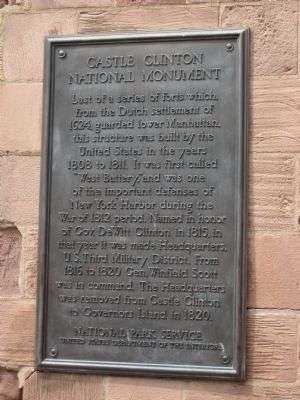 CASTLE CLINTON
NATIONAL MONUMENT
Last of a series of forts which,
from the Dutch settlement of
1624, guarded lower Manhattan,
this structure was built by the
United States in the years
1808 to 1811. It was first called
"West Battery," and was one
of the important defenses of
New York Harbor during the
War of 1812 period. Named in honor
of Gov. DeWitt Clinton in 1815, in
that year it was made Headquarters,
U.S. Third Military District. From
1816 to 1820 Gen. Winfield Scott
was in command. The Headquarters
was removed from Castle Clinton
to Governors Island in 1820.
NATIONAL PARK SERVICE
UNITED STATES DEPARTMENT OF THE INTERIOR